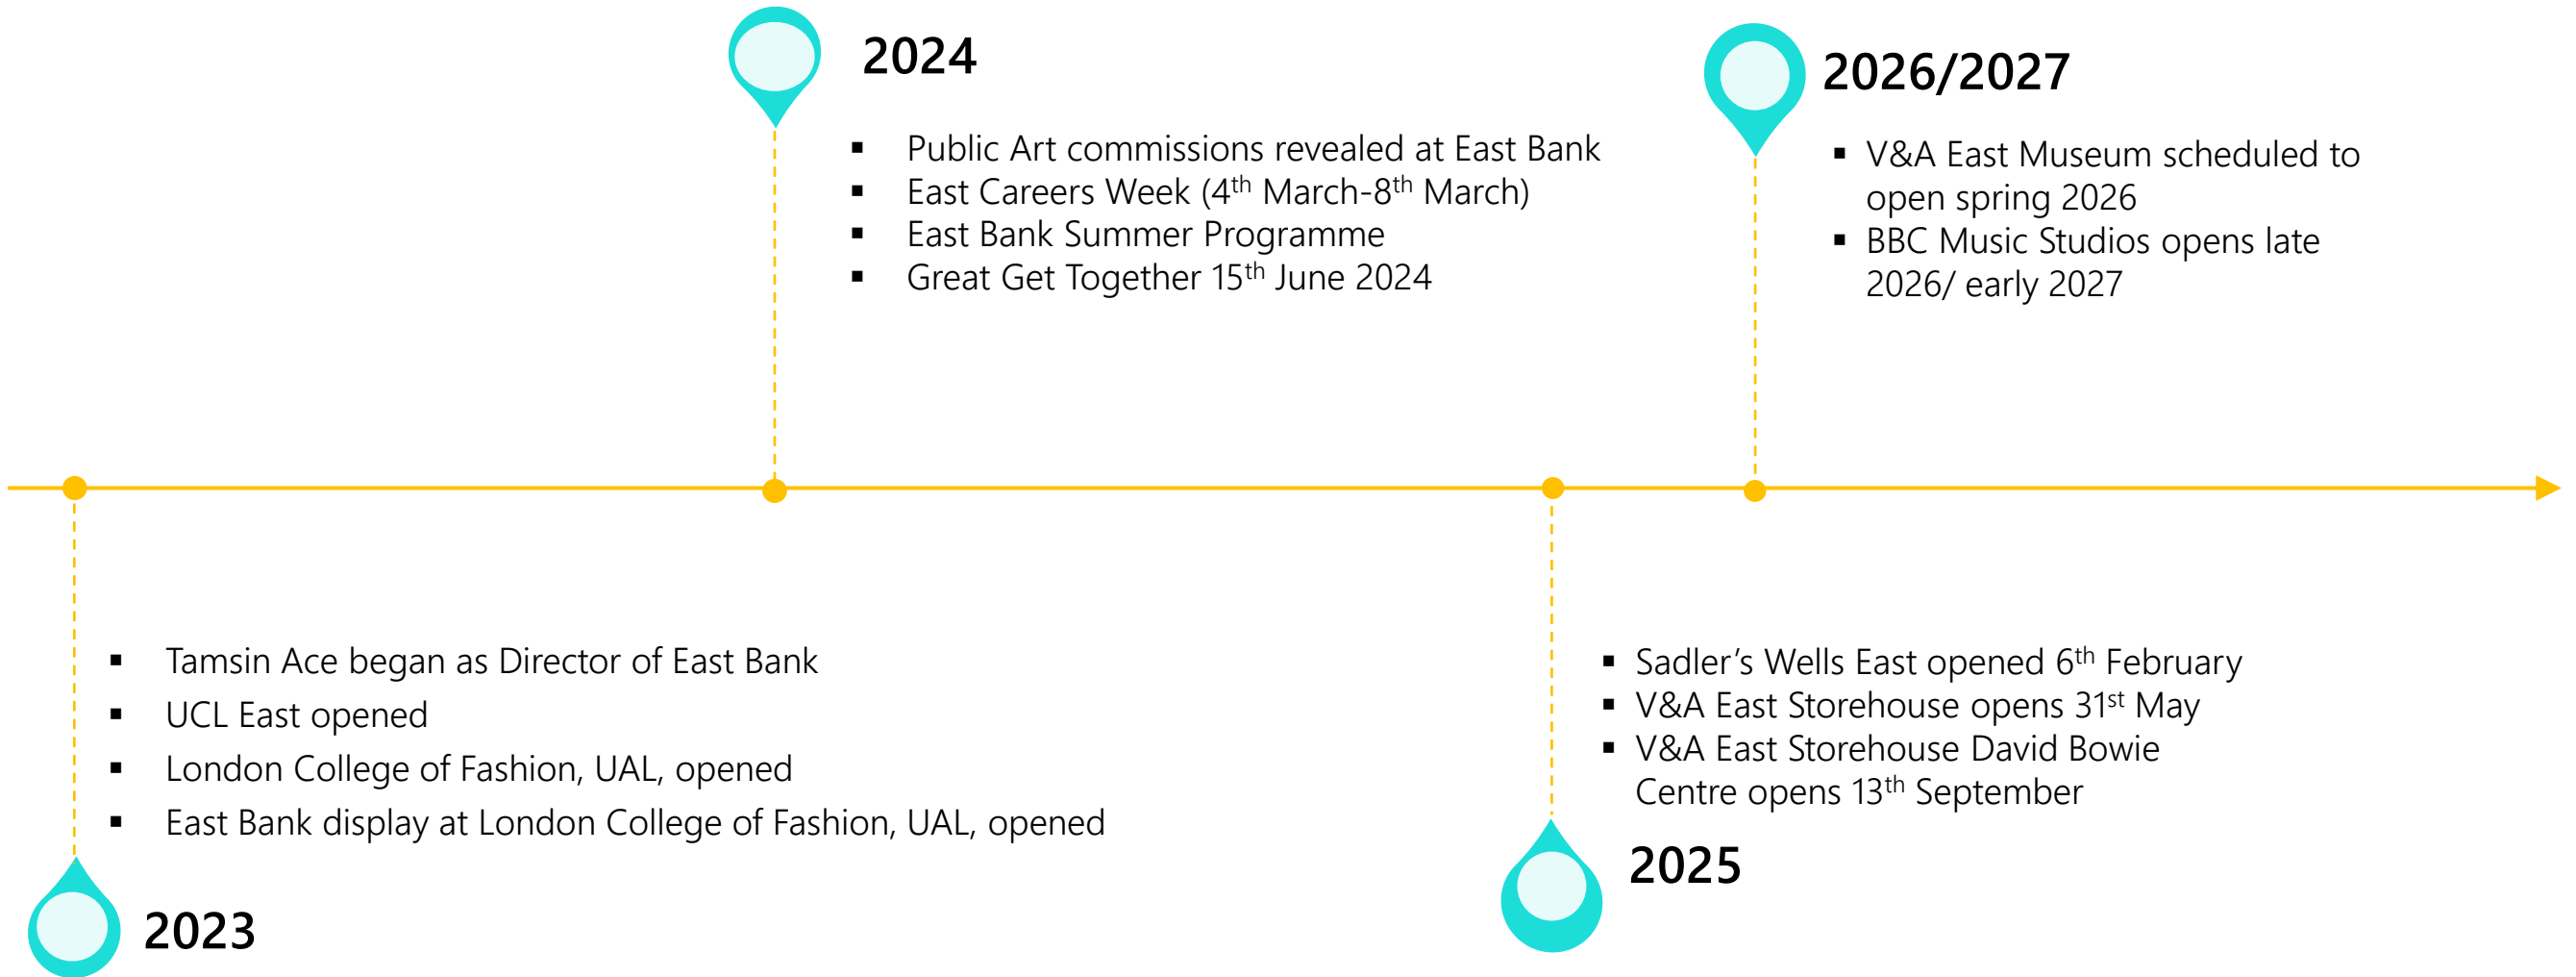 2024
▪ Public Art commissions revealed at East Bank
▪ East Careers Week (4th March-8th March)
▪ East Bank Summer Programme
▪ Great Get Together 15th June 2024
2026/2027
▪ V&A East Museum scheduled to
open spring 2026
▪ BBC Music Studios opens late
2026/ early 2027
▪ Tamsin Ace began as Director of East Bank
▪ UCL East opened
▪ London College of Fashion, UAL, opened
▪ East Bank display at London College of Fashion, UAL, opened
2023
▪ Sadler’s Wells East opened 6th February
▪ V&A East Storehouse opens 31st May
▪ V&A East Storehouse David Bowie
Centre opens 13th September
2025